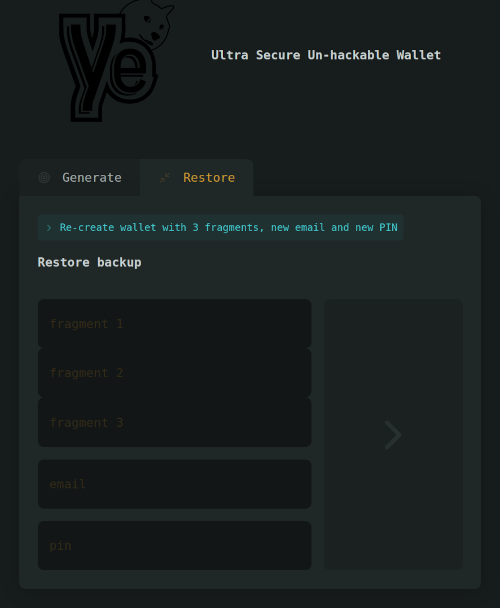 Ye
Ultra Secure Un-hackable Wallet
Generate
Restore
Re-create wallet with 3 fragments, new email and new PIN
Restore backup
fragment 1
fragment 2
fragment 3
email
pin